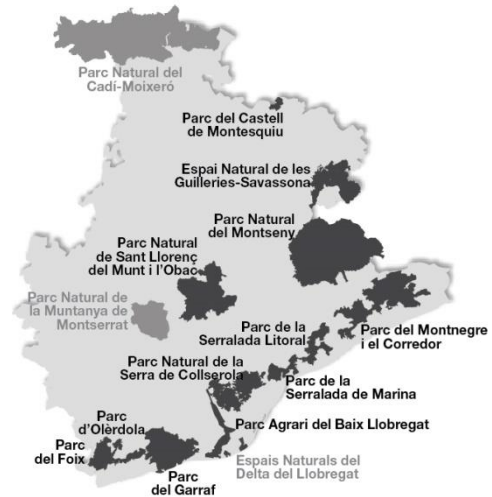 Parc Natural del
Cadí-Moixeró
Parc del Castell
de Montesquiu
Espai Natural de les
Guilleries-Savassona
Parc Natural
del Montseny
Parc Natural
de Sant Llorenç
del Munt i l'Obac
Parc Natural de
la Muntanya de
Montserrat
Parc de la
Serralada Litoral
Parc del Montnegre
i el Corredor
Parc Natural de la
Serra de Collserola
Parc de la
Serralada de Marina
Parc
d'Olèrdola
Parc Agrari del Baix Llobregat
Parc
del Foix
Espais Naturals del
Delta del Llobregat
Parc
del Garraf